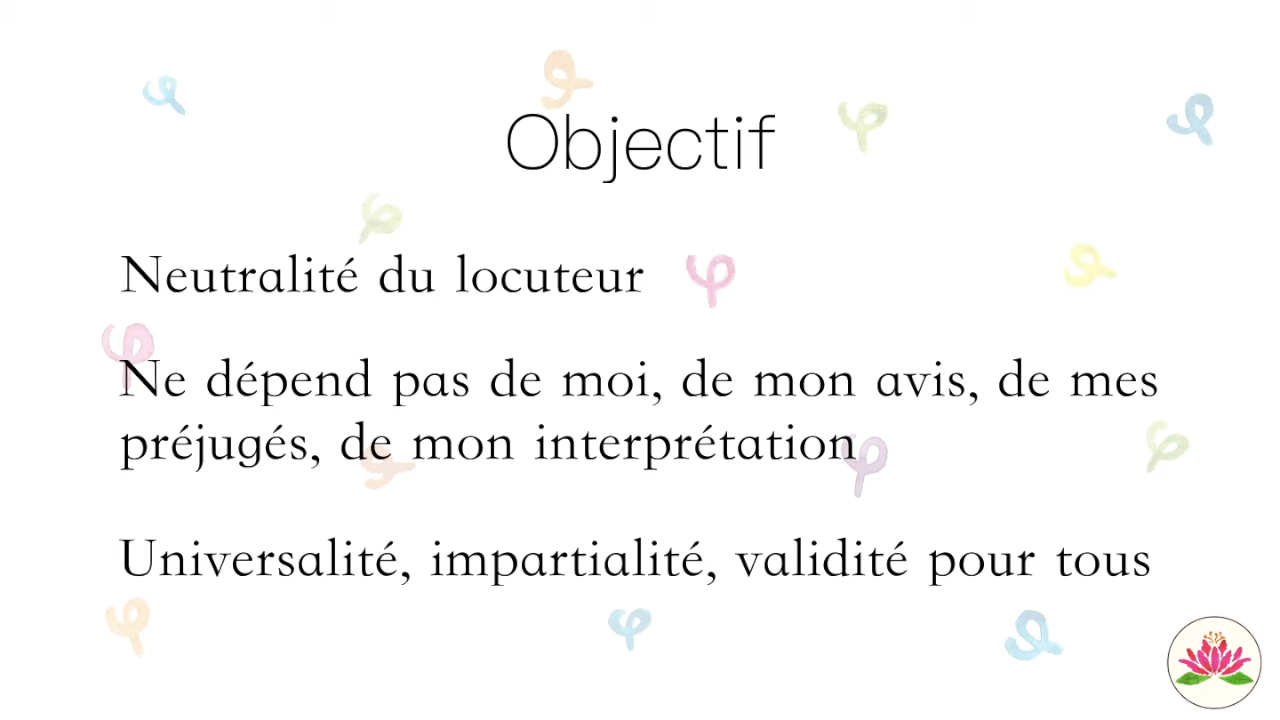 Objectif
Neutralité du locuteur
Ne dépend pas de moi, de mon avis, de mes
préjugés, de mon interprétation
Universalité, impartialité, validité pour tous